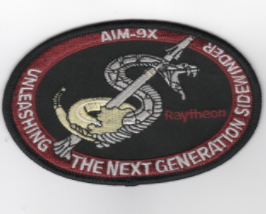 AIM-9X
UNLEASHING THE NEXT GENERATION SIDEWINDER
Raytheon